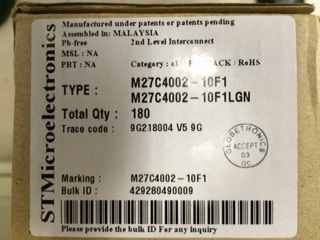 Manufactured under patents or patents pending
Assembled in: MALAYSIA
Pb-free 2nd Level Interconnect
MSL : NA
PBT : NA Category : RoHS
TYPE : M27C4002-10F1
M27C4002-10F1LGN
Total Qty : 180
Trace code : 9G218004 V5 9G
GLOBETRONICS
ACCEPT
03
QC
Marking : M27C4002-10F1
Bulk ID : 429280490009
Please provide the bulk ID For any inquiry
STMicroelectronics